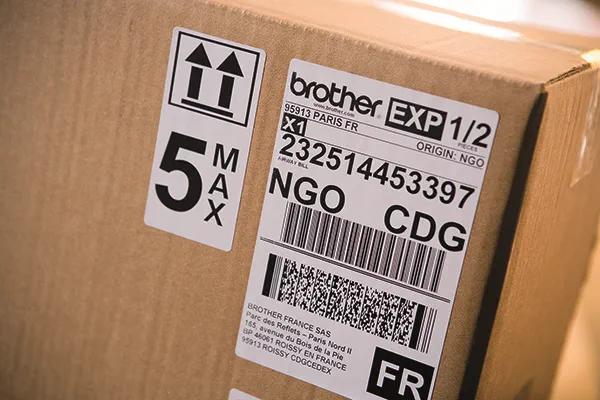 5 MAX
brother EXP 1/2
www.brother.com
PIECES
95913 PARIS FR
ORIGIN: NGO
X1
232514453397
AIRWAY BILL
NGO CDG
BROTHER FRANCE SAS
Parc des Reflets – Paris Nord II
165, avenue du Bois de la Pie
BP 46061 ROISSY EN FRANCE
95913 ROISSY CDGCEDEX
FR